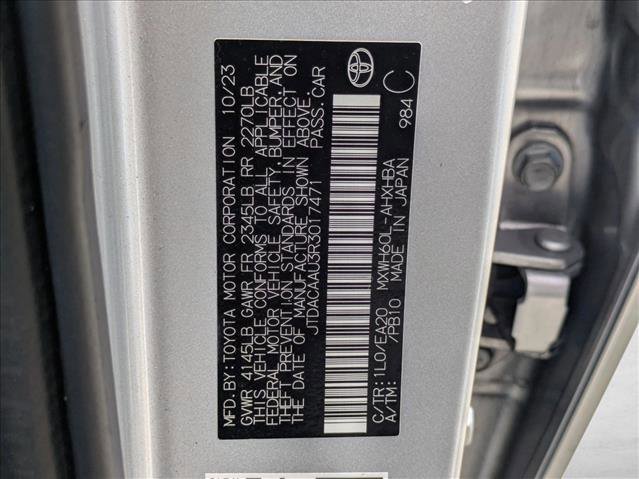 MFD.BY:TOYOTA MOTOR CORPORATION 10/23
GVWR 4145LB GAWR FR 2345LB RR 2270LB
THIS VEHICLE CONFORMS TO ALL APPLICABLE
FEDERAL MOTOR VEHICLE SAFETY, BUMPER, AND
THEFT PREVENTION STANDARDS IN EFFECT ON
THE DATE OF MANUFACTURE SHOWN ABOVE.
JTDACAAU3R3017471 PASS.CAR
C/TR:1L0/EA20 MXWH60L-AHXHBA
A/TM: /PB10 MADE IN JAPAN
984 C